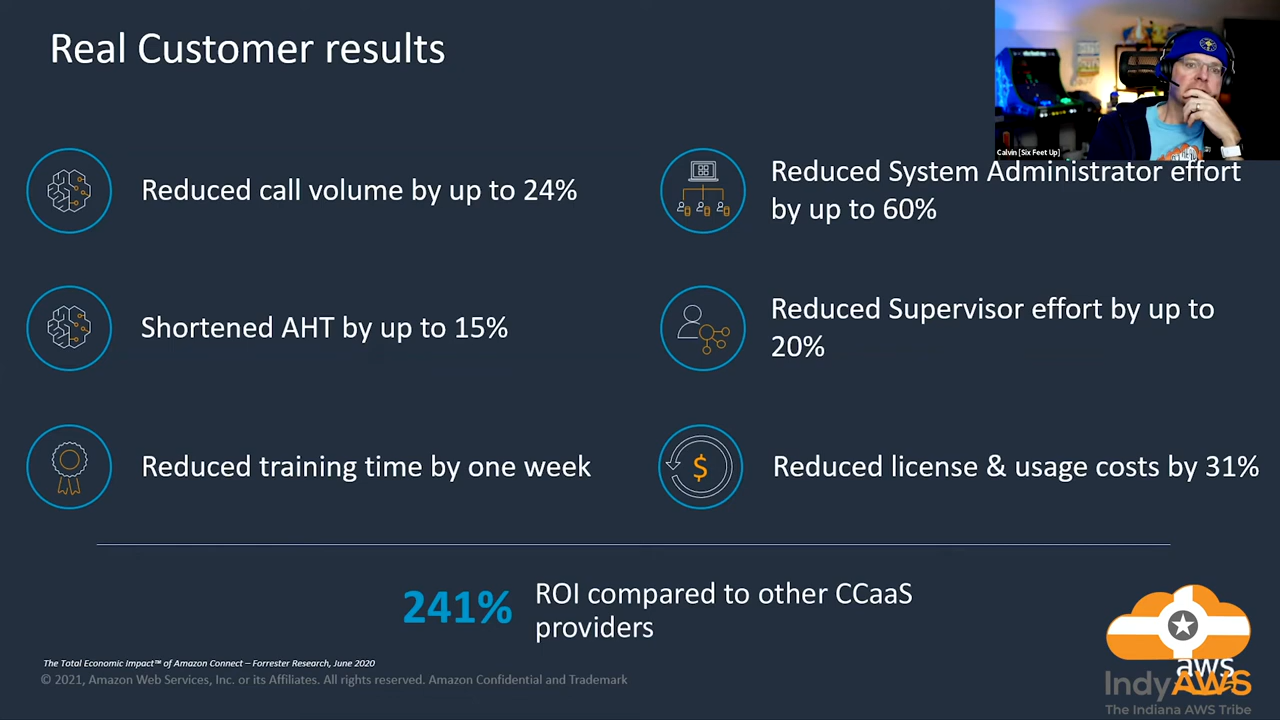 Real Customer results
Calvin [Six Feet Up]
Reduced call volume by up to 24%
Reduced System Administrator effort
by up to 60%
Shortened AHT by up to 15%
Reduced Supervisor effort by up to
20%
Reduced training time by one week
$
Reduced license & usage costs by 31%
241%
ROI compared to other CCaaS
providers
The Total Economic Impact™ of Amazon Connect – Forrester Research, June 2020
© 2021, Amazon Web Services, Inc. or its Affiliates. All rights reserved. Amazon Confidential and Trademark
aws
IndyAWS
The Indiana AWS Tribe